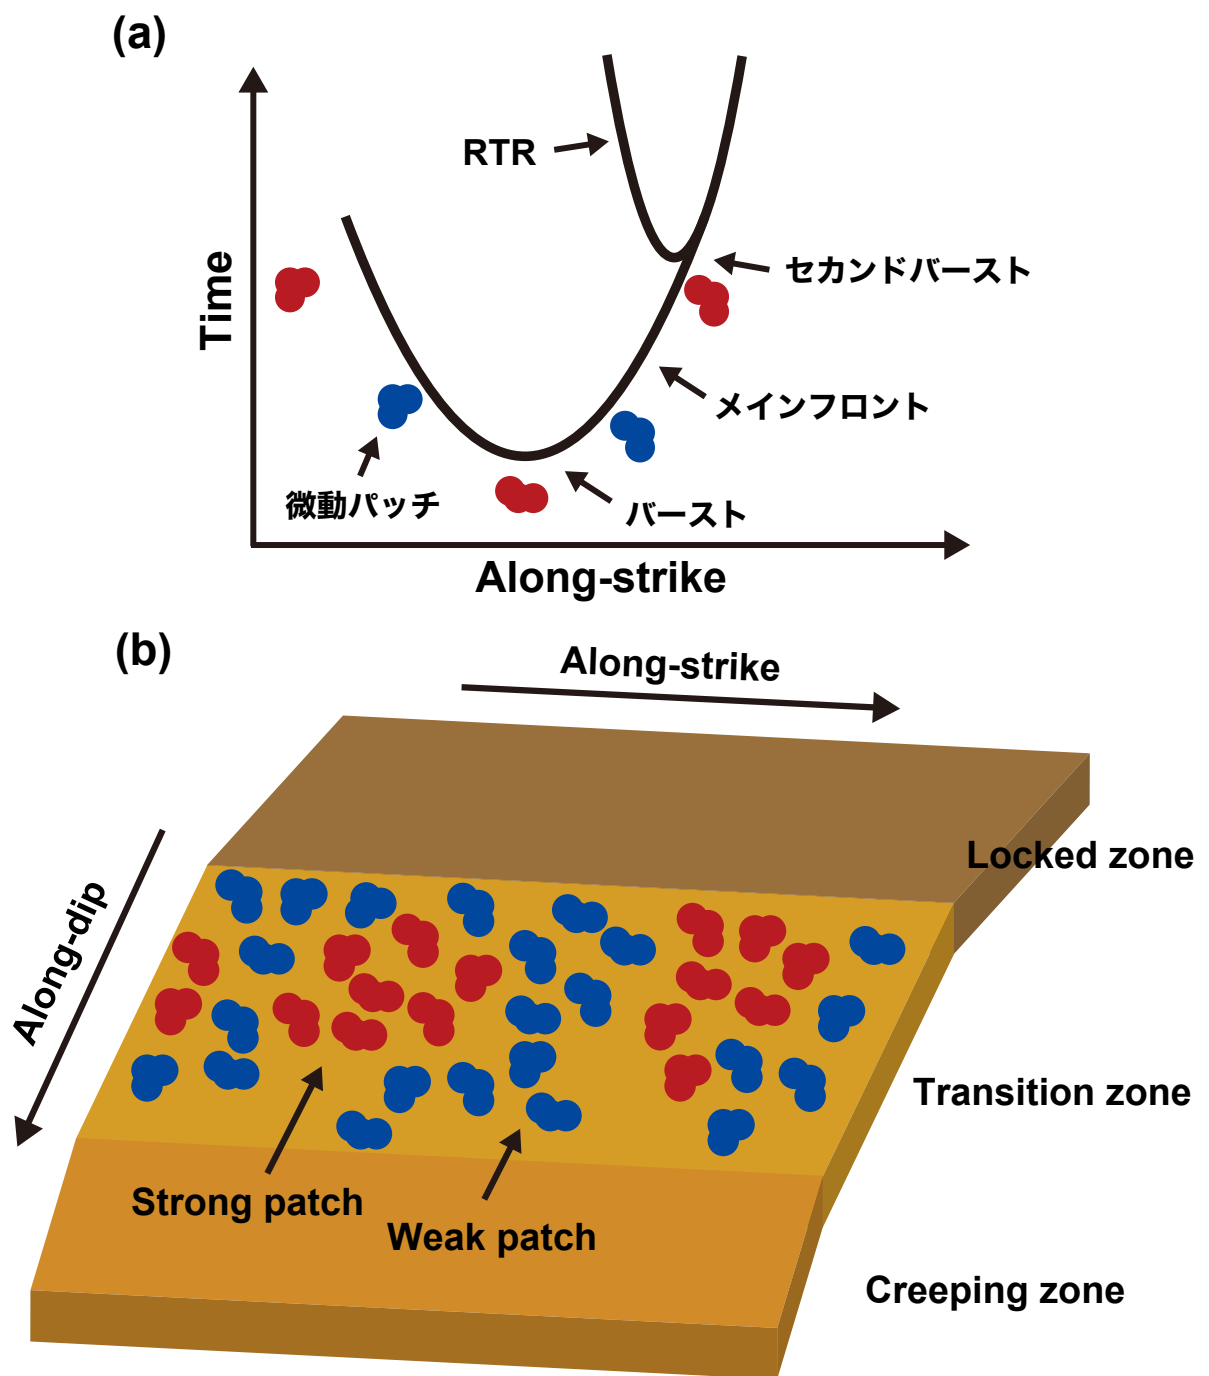 (a)
RTR
セカンドバースト
Time
メインフロント
微動パッチ
バースト
Along-strike
(b)
Along-strike
Locked zone
Along-dip
Transition zone
Strong patch
Weak patch
Creeping zone